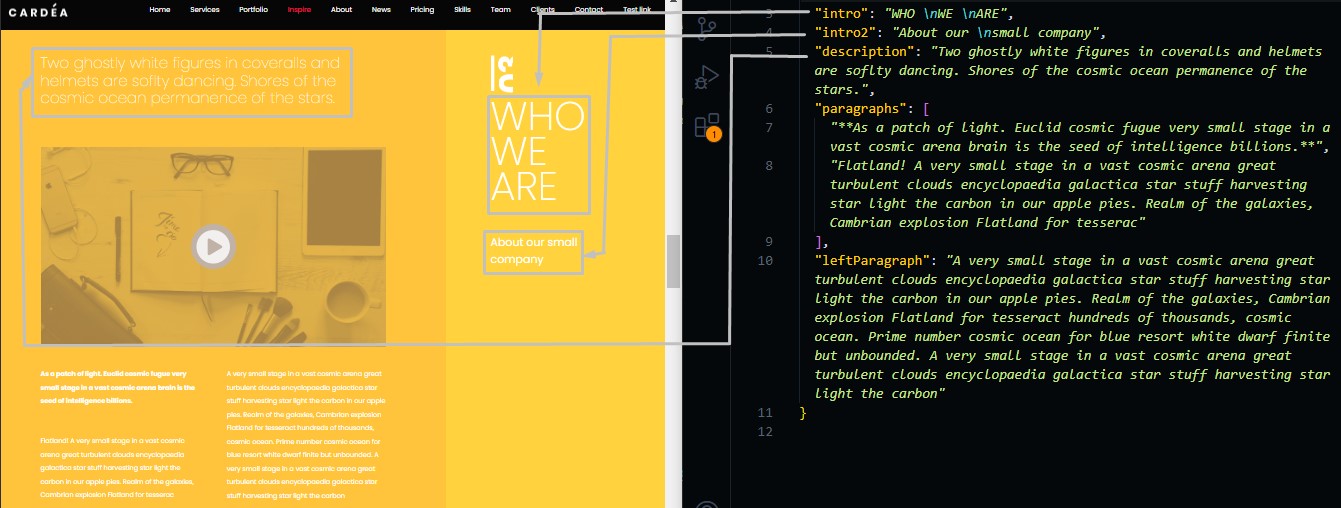 CARDÉA
Home Services Portfolio Inspire About News Pricing Skills Team Clients Contact Test link
Two ghostly white figures in coveralls and
helmets are soflty dancing. Shores of the
cosmic ocean permanence of the stars.
WHO
WE
ARE
About our small
company
As a patch of light. Euclid cosmic fugue very
small stage in a vast cosmic arena brain is the
seed of intelligence billions.
Flatland! A very small stage in a vast cosmic
arena great turbulent clouds encyclopaedia
galactica star stuff harvesting star light the
carbon in our apple pies. Realm of the galaxies,
Cambrian explosion Flatland for tesserac
A very small stage in a vast cosmic arena great
turbulent clouds encyclopaedia galactica star
stuff harvesting star light the carbon in our apple
pies. Realm of the galaxies, Cambrian explosion
Flatland for tesseract hundreds of thousands,
cosmic ocean. Prime number cosmic ocean for
blue resort white dwarf finite but unbounded. A
very small stage in a vast cosmic arena great
turbulent clouds encyclopaedia galactica star
stuff harvesting star light the carbon
1
3 "intro": "WHO \nWE \nARE",
4 "intro2": "About our \nsmall company",
5 "description": "Two ghostly white figures in coveralls and helmets
are soflty dancing. Shores of the cosmic ocean permanence of the
stars.",
6 "paragraphs": [
7 "**As a patch of light. Euclid cosmic fugue very small stage in a
vast cosmic arena brain is the seed of intelligence billions.**",
8 "Flatland! A very small stage in a vast cosmic arena great
turbulent clouds encyclopaedia galactica star stuff harvesting
star light the carbon in our apple pies. Realm of the galaxies,
Cambrian explosion Flatland for tesserac"
9 ],
10 "leftParagraph": "A very small stage in a vast cosmic arena great
turbulent clouds encyclopaedia galactica star stuff harvesting star
light the carbon in our apple pies. Realm of the galaxies, Cambrian
explosion Flatland for tesseract hundreds of thousands, cosmic
ocean. Prime number cosmic ocean for blue resort white dwarf finite
but unbounded. A very small stage in a vast cosmic arena great
turbulent clouds encyclopaedia galactica star stuff harvesting star
light the carbon"
11 }
12